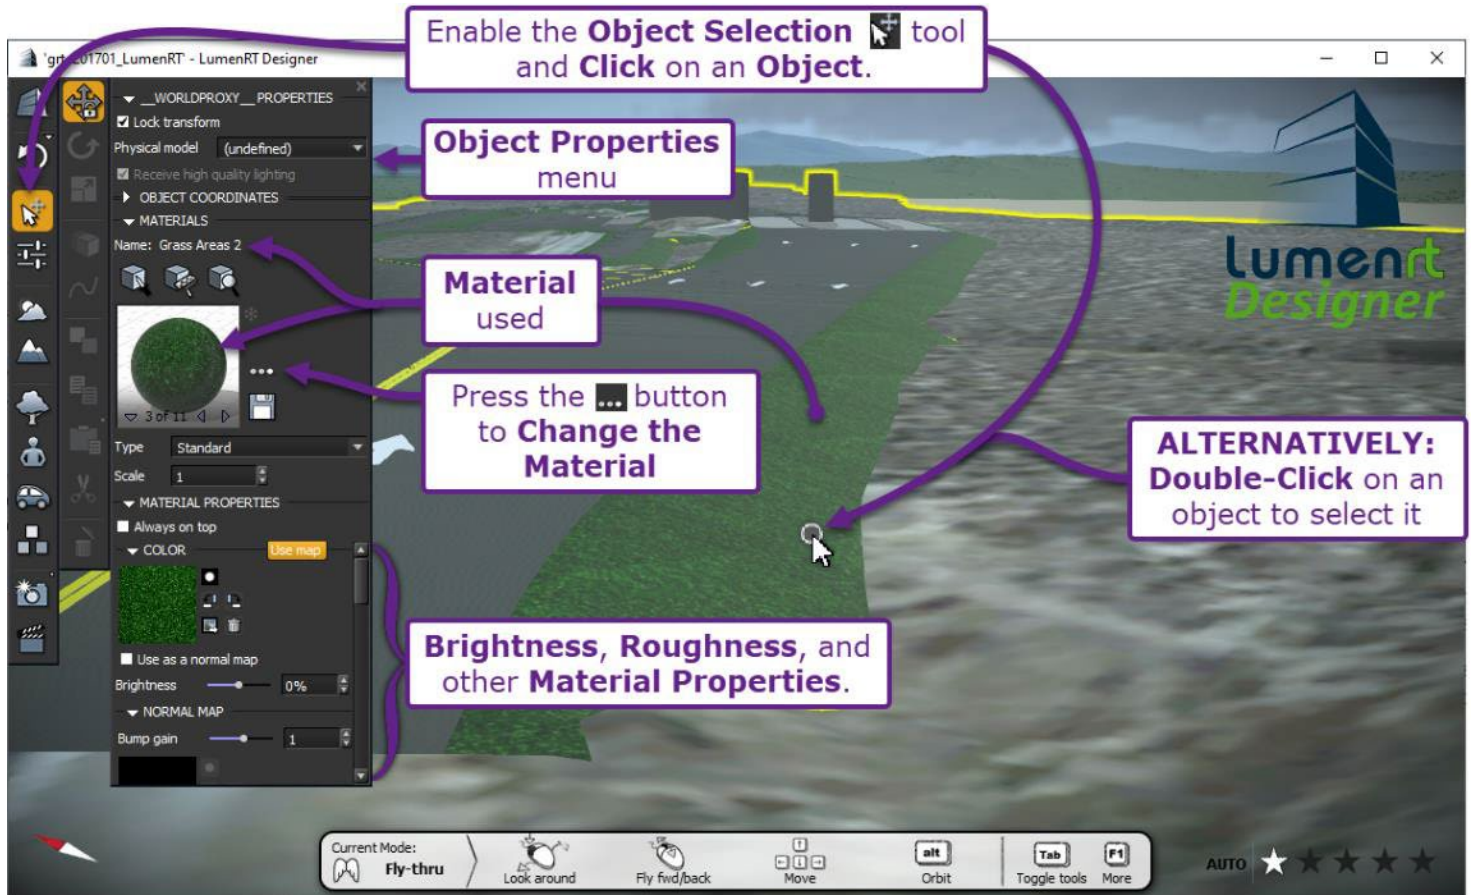 Enable the Object Selection tool
and Click on an Object.
'grt_201701_LumenRT' - LumenRT Designer
__WORLDPROXY__PROPERTIES
Lock transform
Physical model (undefined)
Receive high quality lighting
OBJECT COORDINATES
MATERIALS
Name: Grass Areas 2
3 of 11
Type Standard
Scale 1
MATERIAL PROPERTIES
Always on top
COLOR Use map
Use as a normal map
Brightness 0%
NORMAL MAP
Bump gain 1
Object Properties
menu
Material
used
Press the ... button
to Change the
Material
Brightness, Roughness, and
other Material Properties.
Lumenrt
Designer
ALTERNATIVELY:
Double-Click on an
object to select it
Current Mode:
Fly-thru
Look around
Fly fwd/back
Move
alt
Orbit
Tab
Toggle tools
F1
More
AUTO